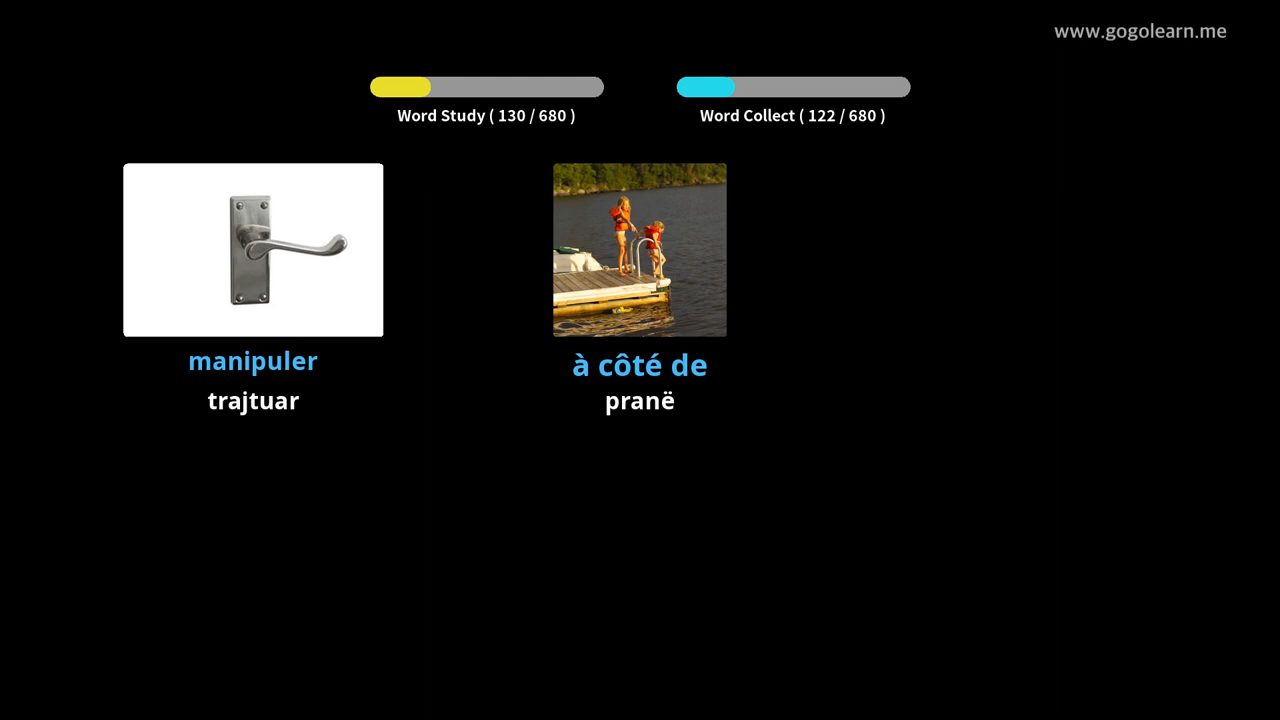 www.gogolearn.me
Word Study ( 130 / 680 )
Word Collect ( 122 / 680 )
manipuler
trajtuar
à côté de
pranë